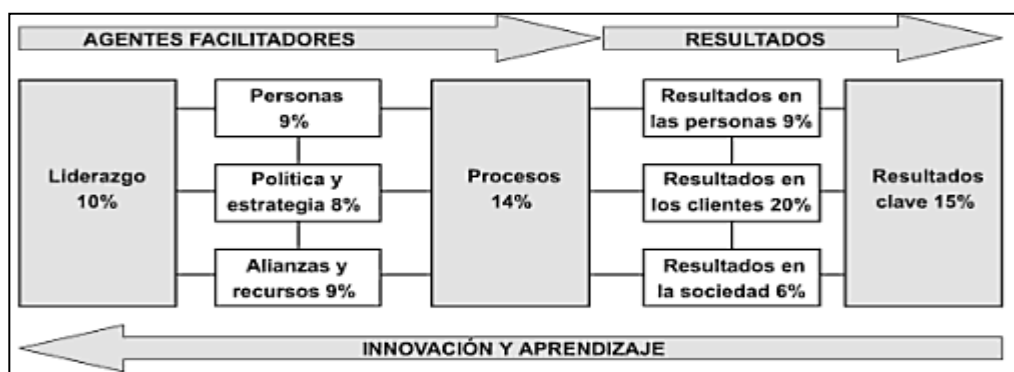 AGENTES FACILITADORES
RESULTADOS
Liderazgo
10%
Personas
9%
Política y
estrategia 8%
Alianzas y
recursos 9%
Procesos
14%
Resultados en
las personas 9%
Resultados en
los clientes 20%
Resultados en
la sociedad 6%
Resultados
clave 15%
INNOVACIÓN Y APRENDIZAJE